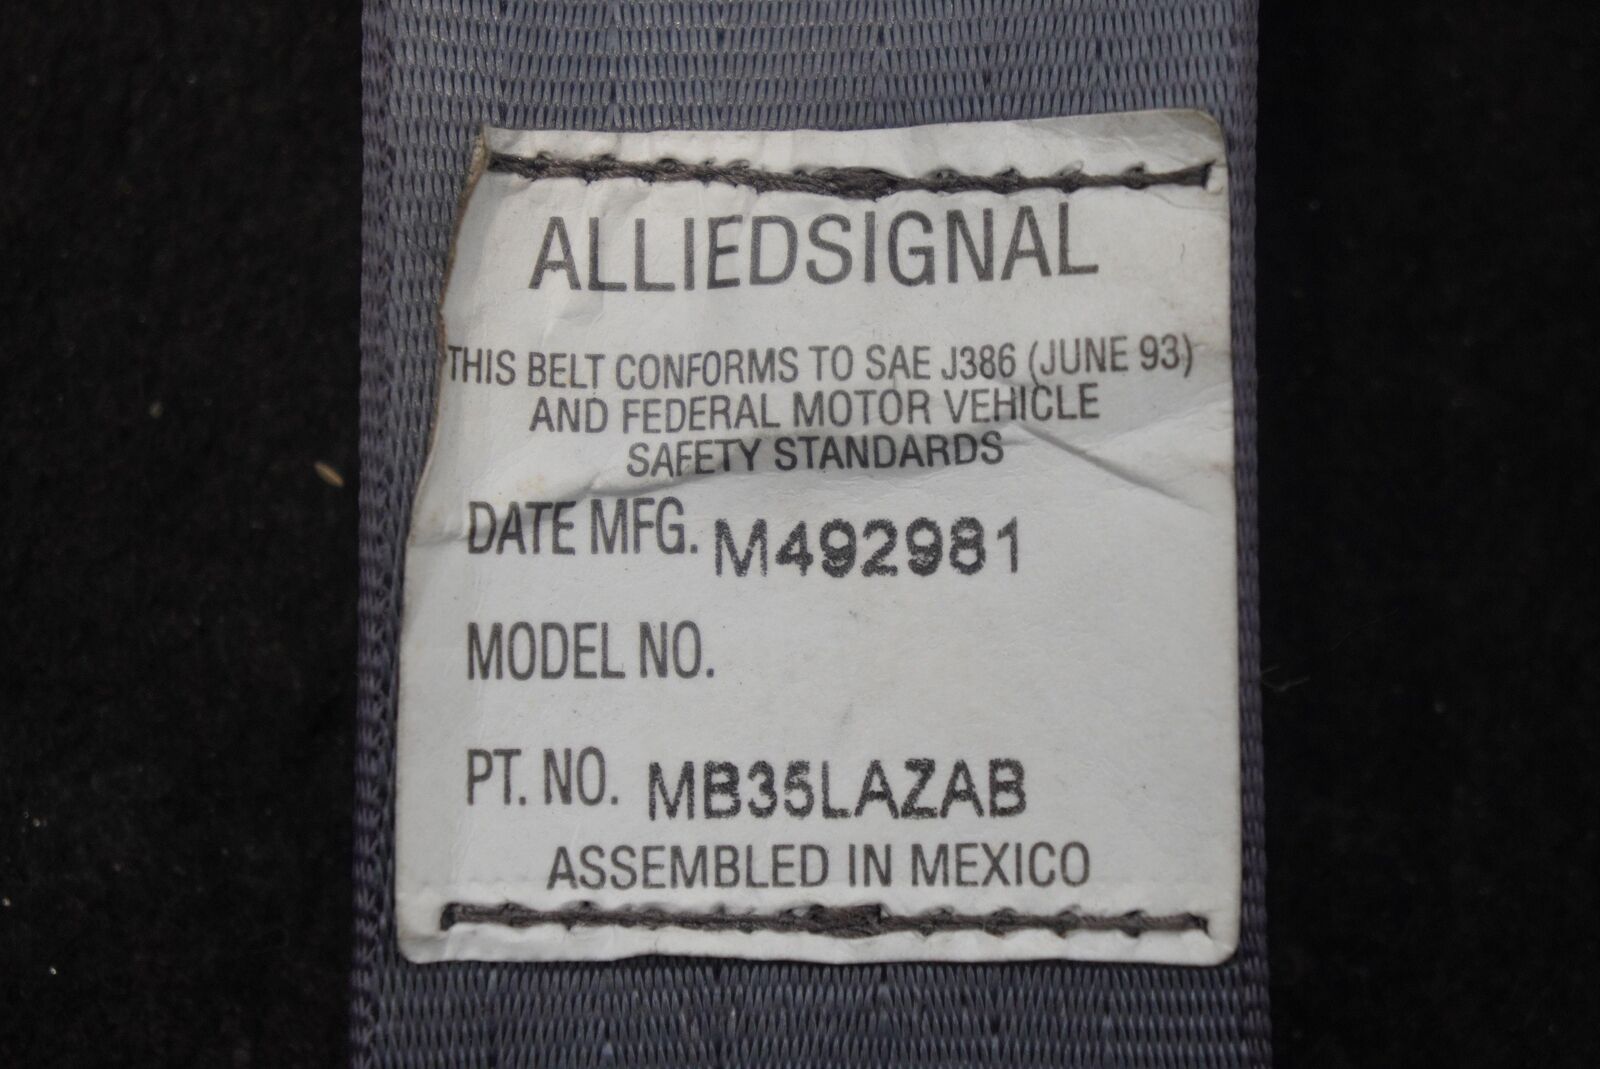 ALLIEDSIGNAL
THIS BELT CONFORMS TO SAE J386 (JUNE 93)
AND FEDERAL MOTOR VEHICLE
SAFETY STANDARDS
DATE MFG. M492981
MODEL NO.
PT. NO. MB35LAZAB
ASSEMBLED IN MEXICO